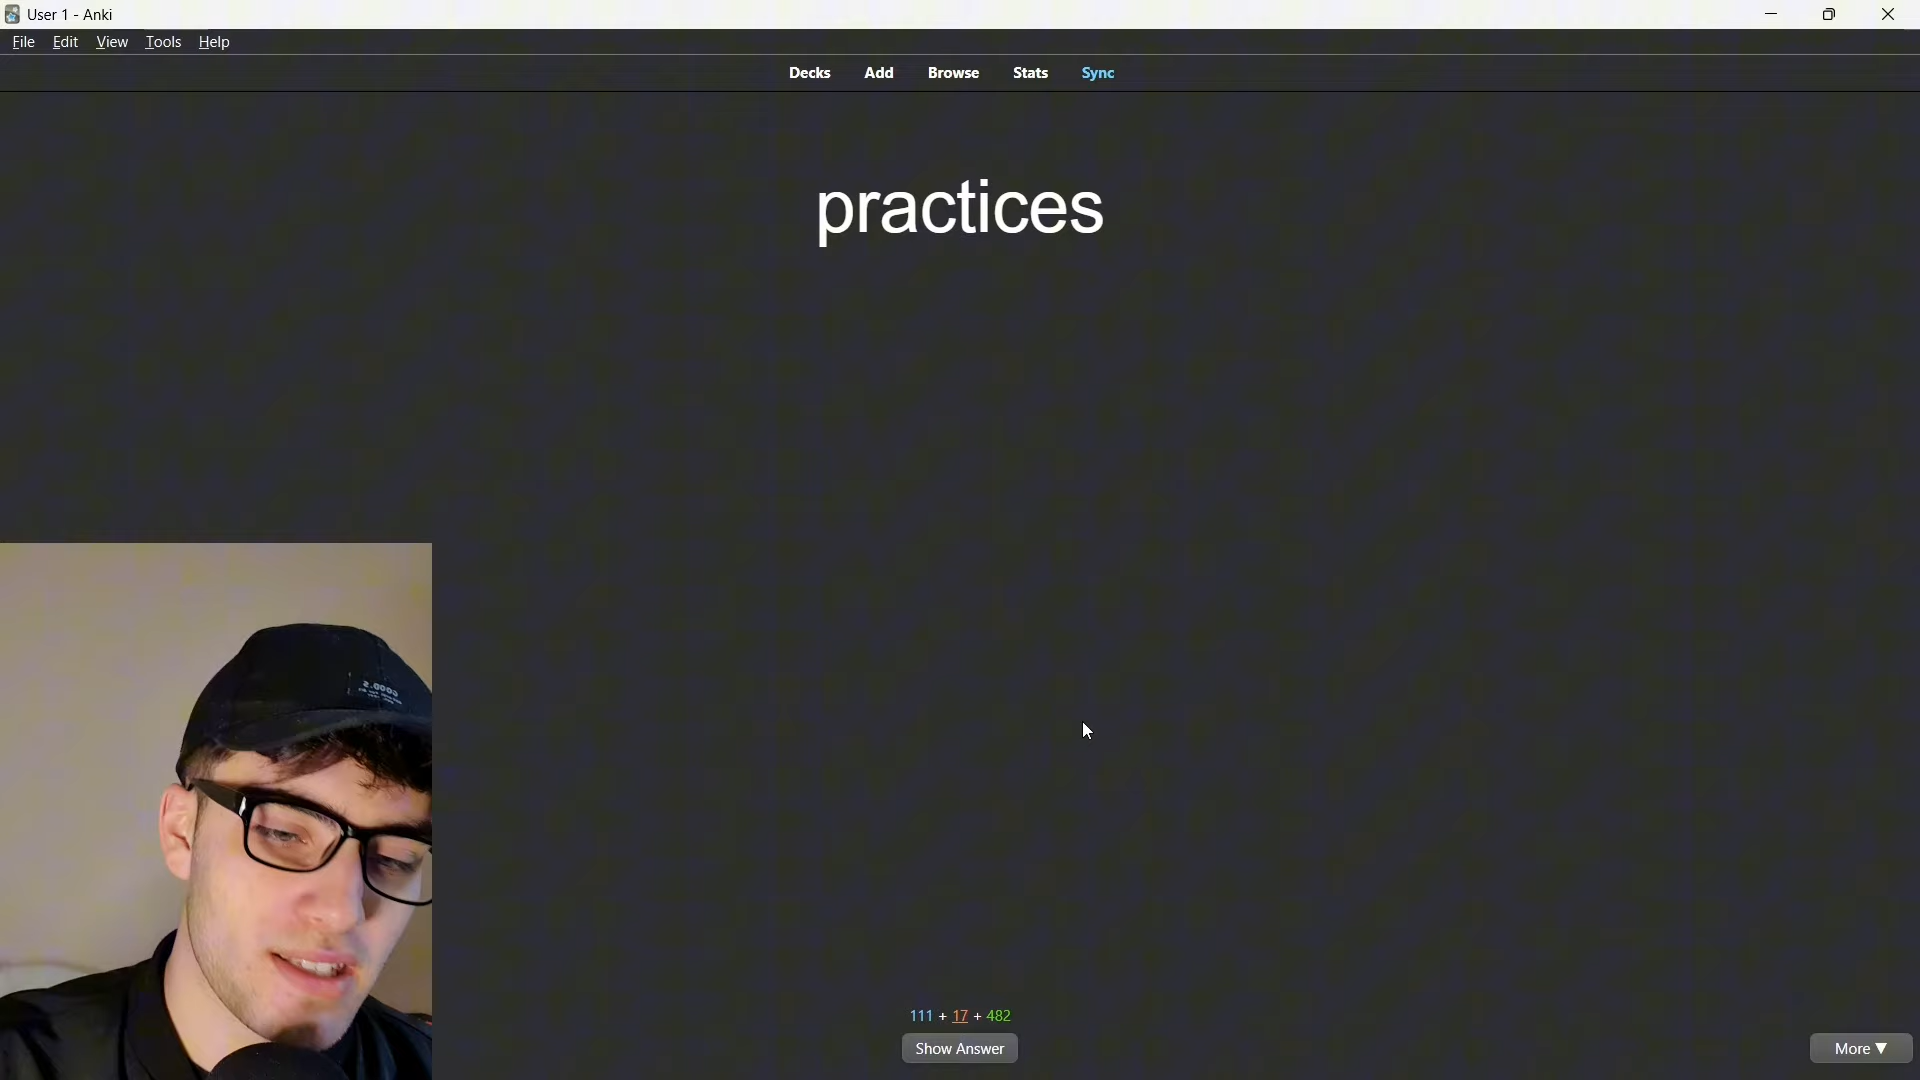 User 1 - Anki
File Edit View Tools Help
Decks Add Browse Stats Sync
practices
111 + 17 + 482
Show Answer
More ▼